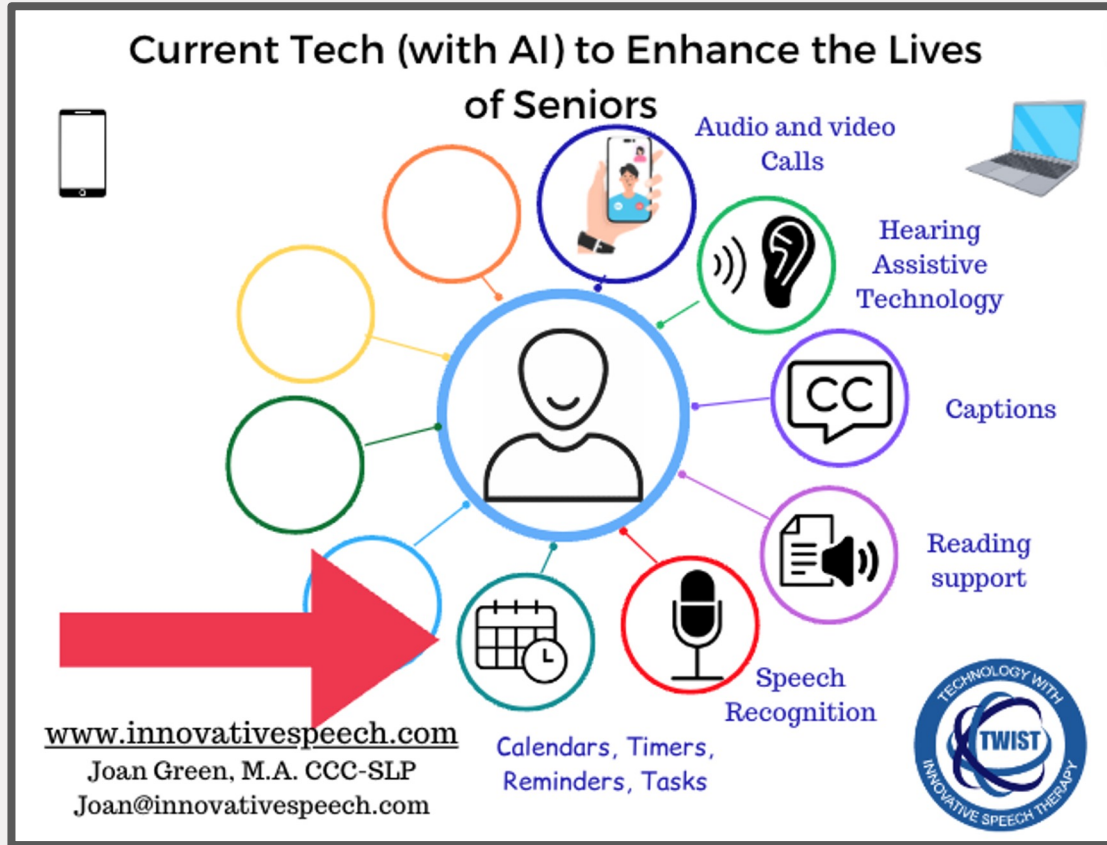 Current Tech (with AI) to Enhance the Lives
of Seniors
Audio and video
Calls
Hearing
Assistive
Technology
CC
Captions
Reading
support
Speech
Recognition
Calendars, Timers,
Reminders, Tasks
www.innovativespeech.com
Joan Green, M.A. CCC-SLP
Joan@innovativespeech.com
TECHNOLOGY WITH
TWIST
INNOVATIVE SPEECH THERAPY